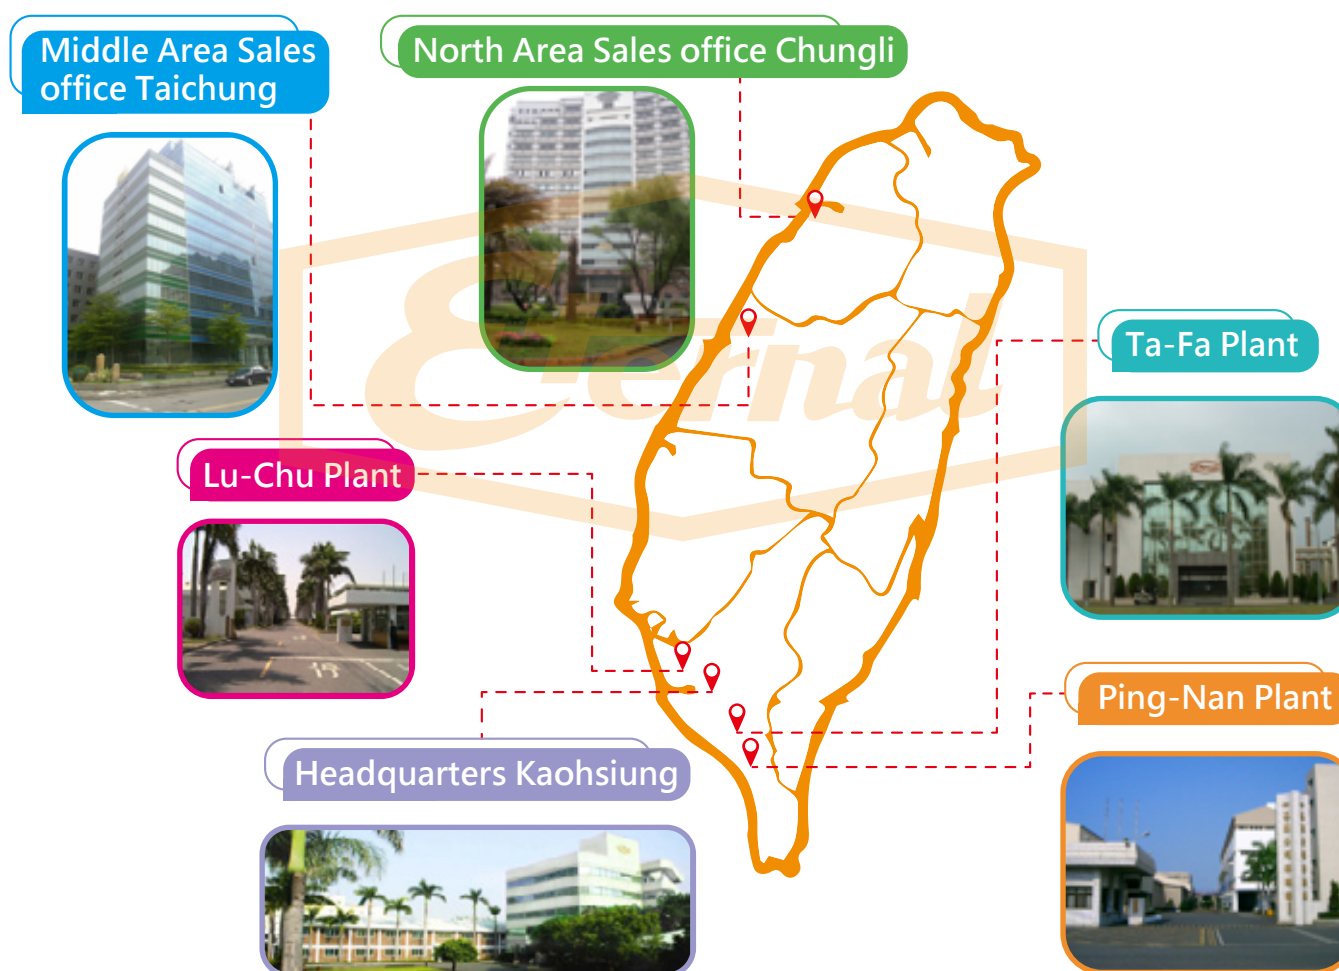 Middle Area Sales
office Taichung
North Area Sales office Chungli
Eternal
Ta-Fa Plant
Lu-Chu Plant
Ping-Nan Plant
Headquarters Kaohsiung